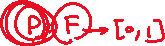 P F → [0, 1]